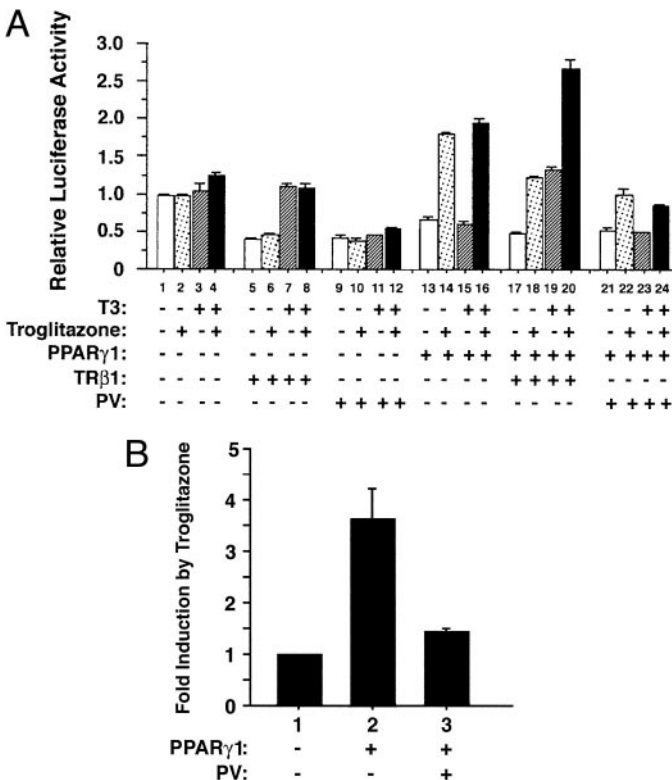 A
Relative Luciferase Activity
3.0
2.5
2.0
1.5
1.0
0.5
0
1 2 3 4 5 6 7 8 9 10 11 12 13 14 15 16 17 18 19 20 21 22 23 24
T3: - - + + - - + + - - + + - - + + - - + + - - + +
Troglitazone: - + - + - + - + - + - + - + - + - + - + - + - +
PPARγ1: - - - - - - - - - - - - + + + + + + + + + + + +
TRβ1: - - - - + + + + - - - - - - - - + + + + - - - -
PV: - - - - - - - - + + + + - - - - - - - - + + + +
B
Fold Induction by Troglitazone
5
4
3
2
1
0
1 2 3
PPARγ1: - + +
PV: - - +